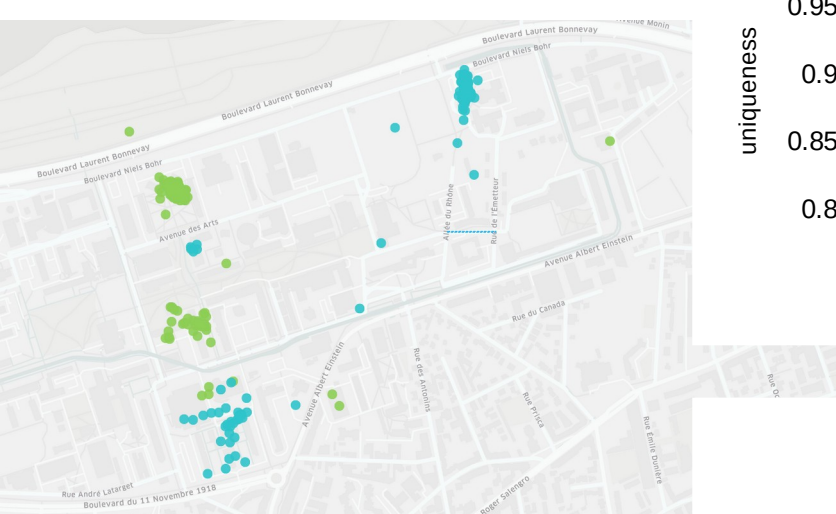 Avenue Monin
Boulevard Laurent Bonnevay
Boulevard Niels Bohr
Boulevard Laurent Bonnevay
Boulevard Laurent Bonnevay
Boulevard Niels Bohr
Avenue des Arts
Allée du Rhône
Rue de l'Émetteur
Avenue Albert Einstein
Rue du Canada
Avenue Albert Einstein
Rue des Antonins
Rue Prisca
Rue Émile Dunière
Roger Salengro
Rue André Latarget
Boulevard du 11 Novembre 1918
uniqueness
0.95
0.9
0.85
0.8